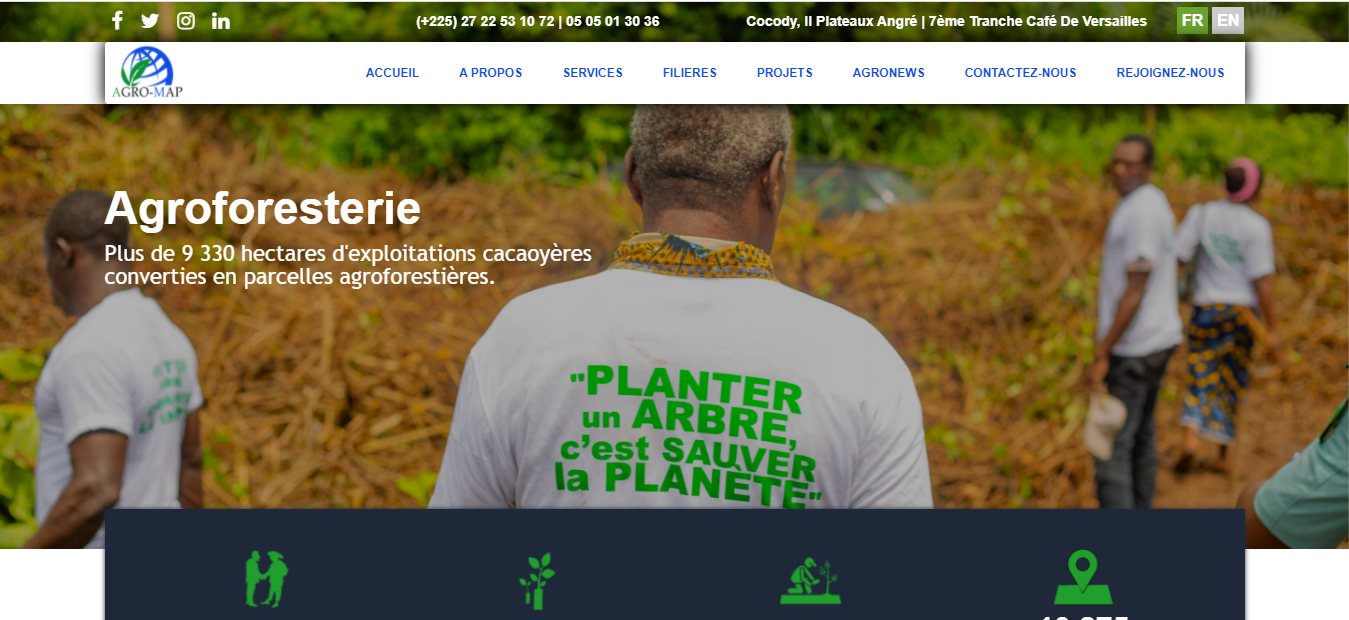 (+225) 27 22 53 10 72 | 05 05 01 30 36
Cocody, II Plateaux Angré | 7ème Tranche Café De Versailles
FR EN
AGRO-MAP
ACCUEIL A PROPOS SERVICES FILIERES PROJETS AGRONEWS CONTACTEZ-NOUS REJOIGNEZ-NOUS
Agroforesterie
Plus de 9 330 hectares d'exploitations cacaoyères
converties en parcelles agroforestières.
"PLANTER
un ARBRE,
c'est SAUVER
la PLANÈTE"